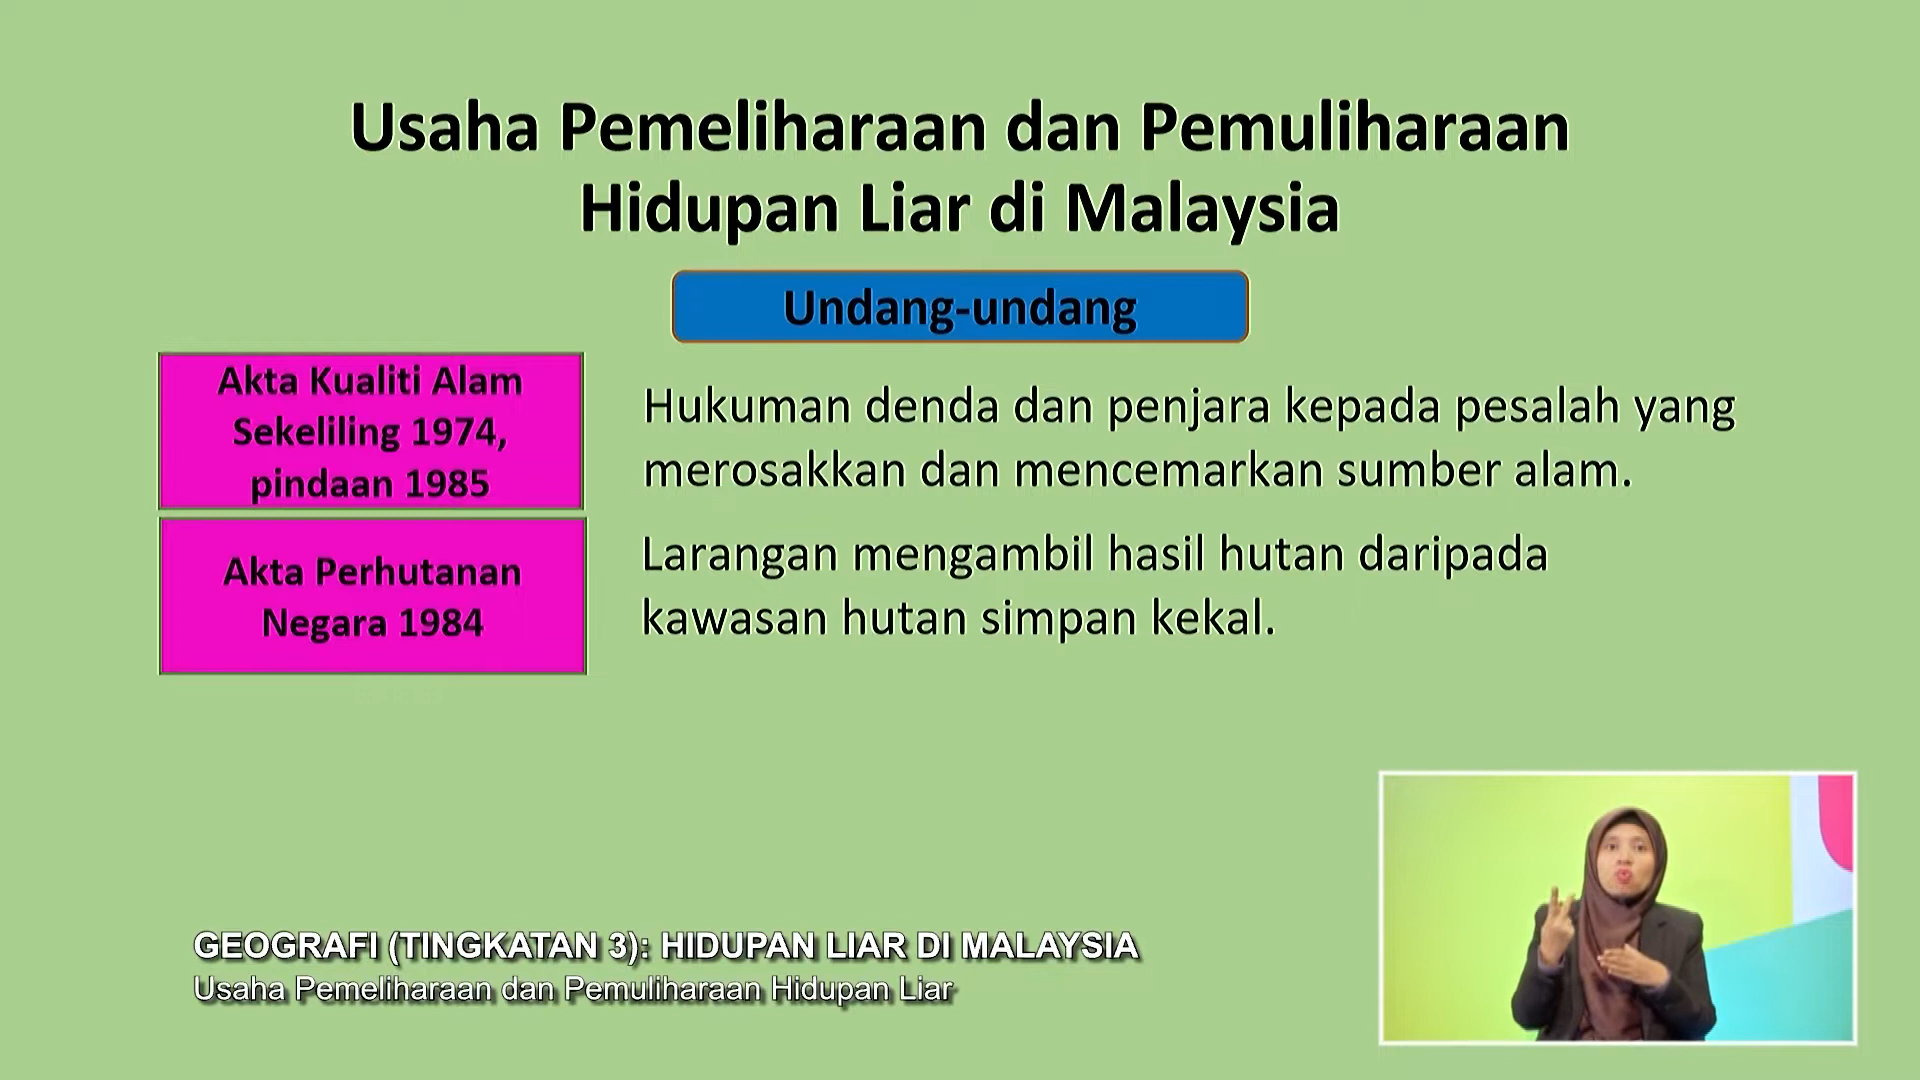 Usaha Pemeliharaan dan Pemuliharaan
Hidupan Liar di Malaysia
Undang-undang
Akta Kualiti Alam
Sekeliling 1974,
pindaan 1985
Hukuman denda dan penjara kepada pesalah yang
merosakkan dan mencemarkan sumber alam.
Akta Perhutanan
Negara 1984
Larangan mengambil hasil hutan daripada
kawasan hutan simpan kekal.
GEOGRAFI (TINGKATAN 3): HIDUPAN LIAR DI MALAYSIA
Usaha Pemeliharaan dan Pemuliharaan Hidupan Liar